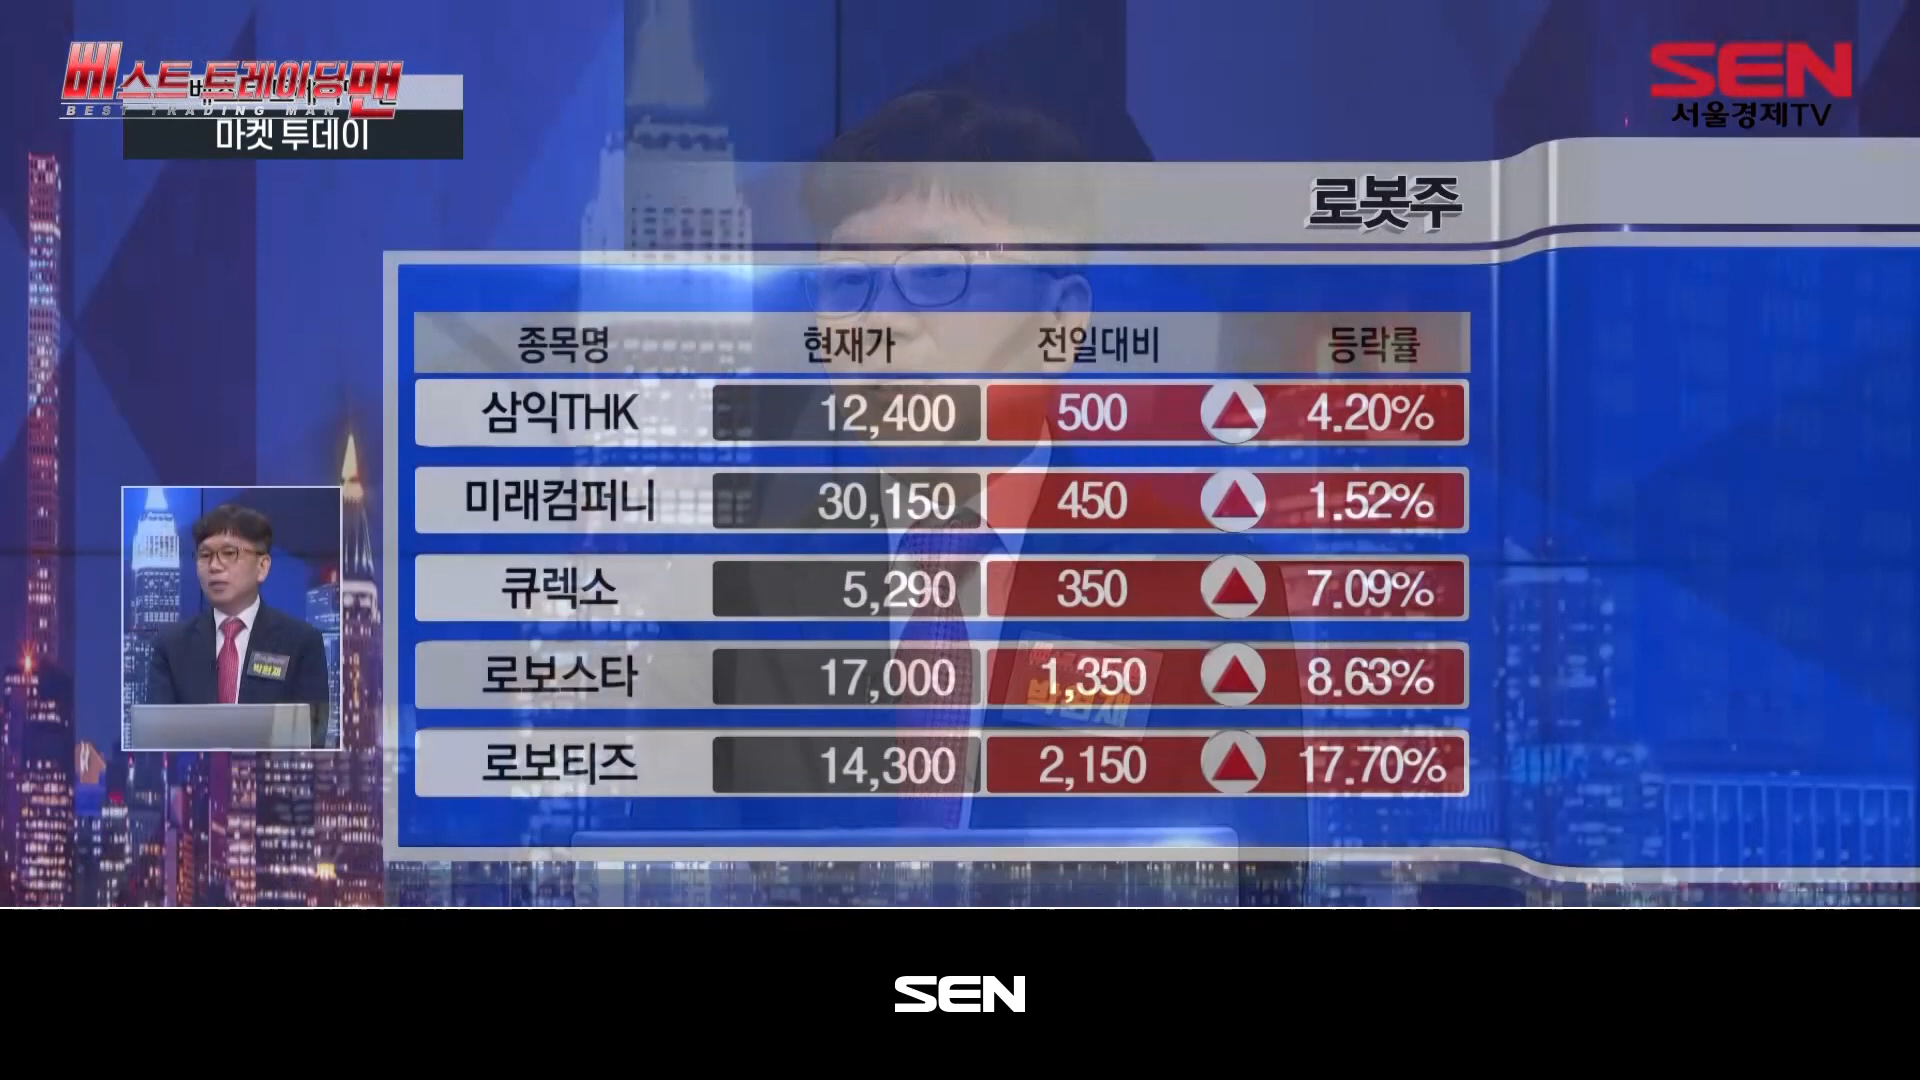 베스트 트레이딩맨
BEST TRADING MAN
마켓 투데이
SEN
서울경제TV
로봇주
종목명 현재가 전일대비 등락률
삼익THK 12,400 500 ▲ 4.20%
미래컴퍼니 30,150 450 ▲ 1.52%
큐렉소 5,290 350 ▲ 7.09%
로보스타 17,000 1,350 ▲ 8.63%
로보티즈 14,300 2,150 ▲ 17.70%
SEN